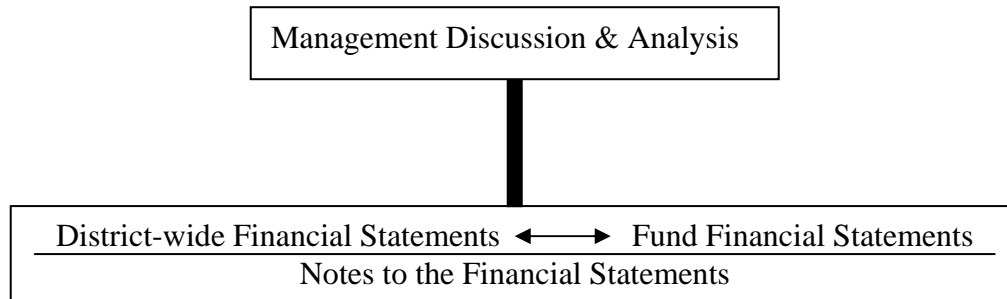 Management Discussion & Analysis
District-wide Financial Statements Fund Financial Statements
Notes to the Financial Statements